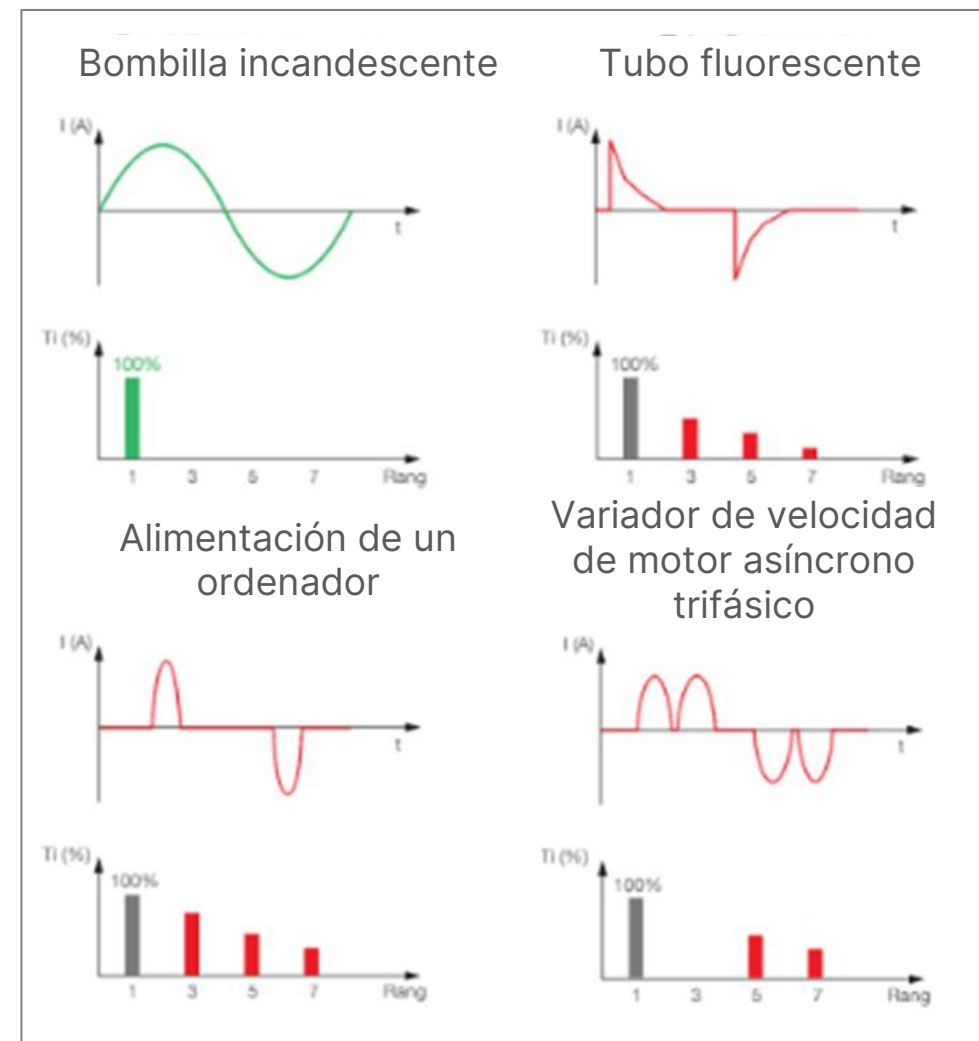 Bombilla incandescente
I (A)
t
Ti (%)
100%
1 3 5 7 Rang
Tubo fluorescente
I (A)
t
Ti (%)
100%
1 3 5 7 Rang
Alimentación de un
ordenador
I (A)
t
Ti (%)
100%
1 3 5 7 Rang
Variador de velocidad
de motor asíncrono
trifásico
I (A)
t
Ti (%)
100%
1 3 5 7 Rang